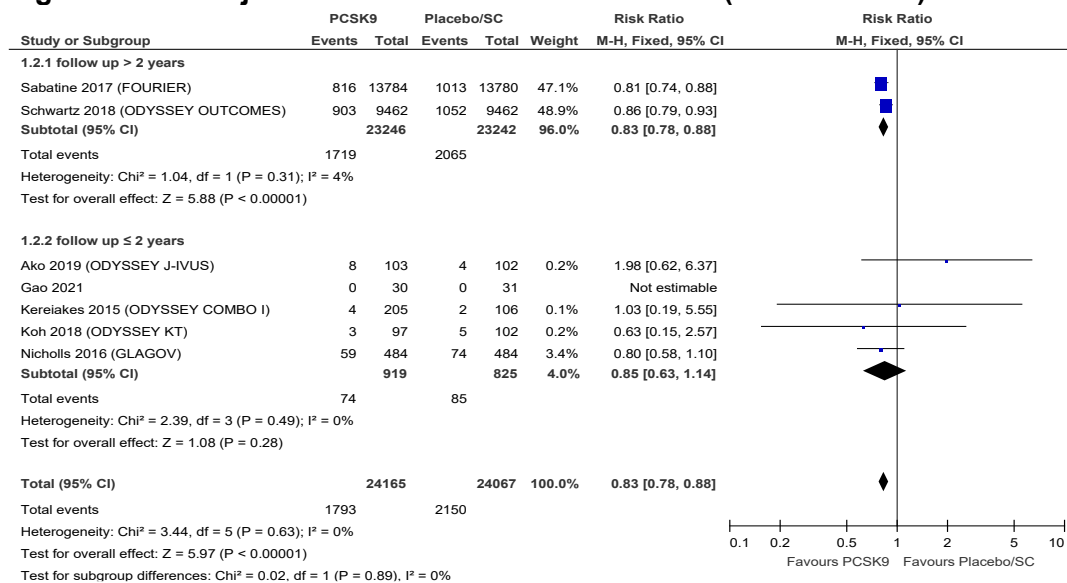 PCSK9 Placebo/SC Risk Ratio Risk Ratio
Study or Subgroup Events Total Events Total Weight M-H, Fixed, 95% CI M-H, Fixed, 95% CI
1.2.1 follow up > 2 years
Sabatine 2017 (FOURIER) 816 13784 1013 13780 47.1% 0.81 [0.74, 0.88]
Schwartz 2018 (ODYSSEY OUTCOMES) 903 9462 1052 9462 48.9% 0.86 [0.79, 0.93]
Subtotal (95% CI) 23246 23242 96.0% 0.83 [0.78, 0.88]
Total events 1719 2065
Heterogeneity: Chi² = 1.04, df = 1 (P = 0.31); I² = 4%
Test for overall effect: Z = 5.88 (P < 0.00001)
1.2.2 follow up ≤ 2 years
Ako 2019 (ODYSSEY J-IVUS) 8 103 4 102 0.2% 1.98 [0.62, 6.37]
Gao 2021 0 30 0 31 Not estimable
Kereiakes 2015 (ODYSSEY COMBO I) 4 205 2 106 0.1% 1.03 [0.19, 5.55]
Koh 2018 (ODYSSEY KT) 3 97 5 102 0.2% 0.63 [0.15, 2.57]
Nicholls 2016 (GLAGOV) 59 484 74 484 3.4% 0.80 [0.58, 1.10]
Subtotal (95% CI) 919 825 4.0% 0.85 [0.63, 1.14]
Total events 74 85
Heterogeneity: Chi² = 2.39, df = 3 (P = 0.49); I² = 0%
Test for overall effect: Z = 1.08 (P = 0.28)
Total (95% CI) 24165 24067 100.0% 0.83 [0.78, 0.88]
Total events 1793 2150
Heterogeneity: Chi² = 3.44, df = 5 (P = 0.63); I² = 0%
Test for overall effect: Z = 5.97 (P < 0.00001)
Test for subgroup differences: Chi² = 0.02, df = 1 (P = 0.89), I² = 0%
0.1 0.2 0.5 1 2 5 10
Favours PCSK9 Favours Placebo/SC